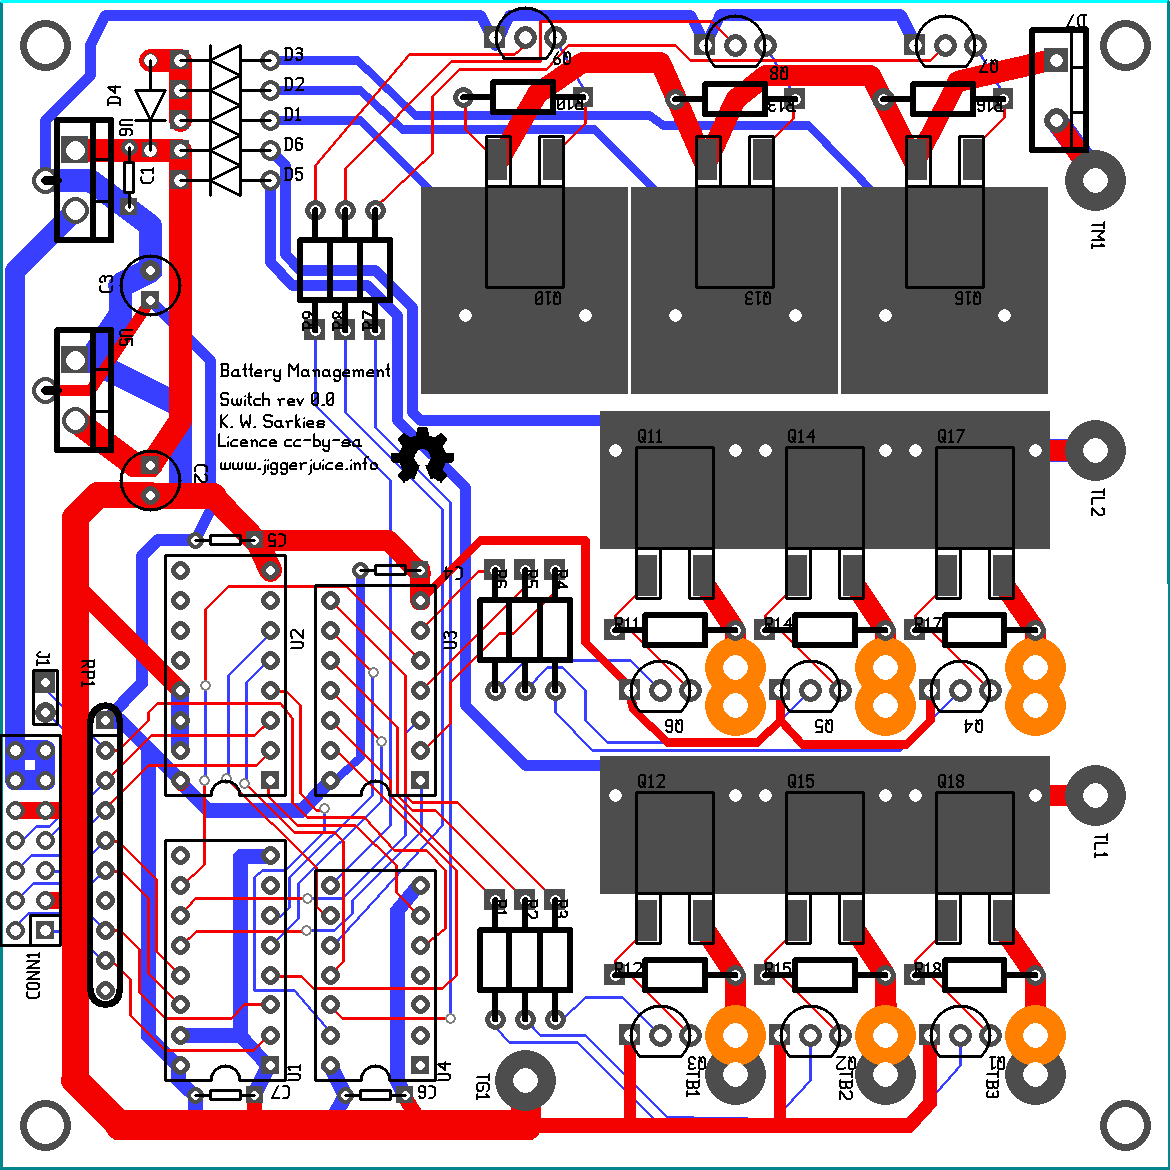 D7
D3
Q9
Q8
Q7
D2
D4
R10
R13
R16
D1
U6
D6
C1
D5
TM1
C3
Q10
Q13
Q16
R9
R8
R7
U5
Battery Management
Switch rev 0.0
K. W. Sarkies
Licence cc-by-sa
www.jiggerjuice.info
Q11
Q14
Q17
C2
TL2
C5
C4
R6
R5
R4
U2
U3
R11
R14
R17
J1
RP1
Q6
Q5
Q4
Q12
Q15
Q18
TL1
R1
R2
R3
CONN1
R12
R15
R18
U1
U4
Q3
Q2
Q1
TG1
TB1
TB2
TB3
C7
C6